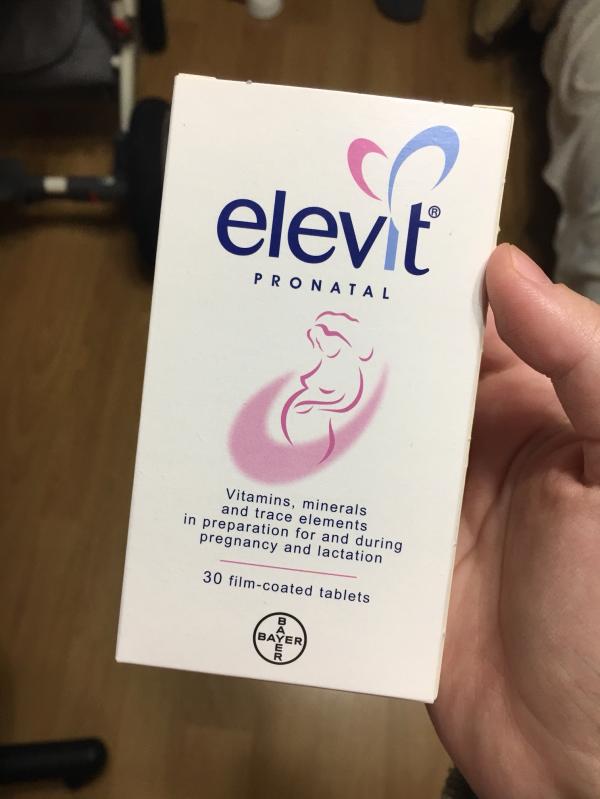 elevit®
PRONATAL
Vitamins, minerals
and trace elements
in preparation for and during
pregnancy and lactation
30 film-coated tablets
BAYER
BAYER